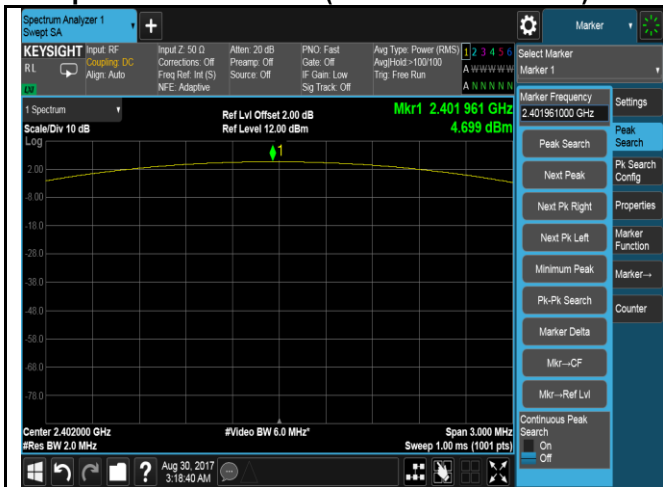 Spectrum Analyzer 1
Swept SA
+
Marker
KEYSIGHT
RL
LXI
Input: RF
Coupling: DC
Align: Auto
Input Z: 50 Ω
Corrections: Off
Freq Ref: Int (S)
NFE: Adaptive
Atten: 20 dB
Preamp: Off
Source: Off
PNO: Fast
Gate: Off
IF Gain: Low
Sig Track: Off
Avg Type: Power (RMS)
Avg|Hold:>100/100
Trig: Free Run
1 2 3 4 5 6
A W W W W W
A N N N N N
Select Marker
Marker 1
1 Spectrum
Scale/Div 10 dB
Log
Ref Lvl Offset 2.00 dB
Ref Level 12.00 dBm
Mkr1 2.401 961 GHz
4.699 dBm
1
2.00
-8.00
-18.0
-28.0
-38.0
-48.0
-58.0
-68.0
-78.0
Center 2.402000 GHz
#Res BW 2.0 MHz
#Video BW 6.0 MHz*
Span 3.000 MHz
Sweep 1.00 ms (1001 pts)
Marker Frequency
2.401961000 GHz
Peak Search
Next Peak
Next Pk Right
Next Pk Left
Minimum Peak
Pk-Pk Search
Marker Delta
Mkr→CF
Mkr→Ref Lvl
Continuous Peak
Search
On
Off
Settings
Peak
Search
Pk Search
Config
Properties
Marker
Function
Marker→
Counter
?
Aug 30, 2017
3:18:40 AM